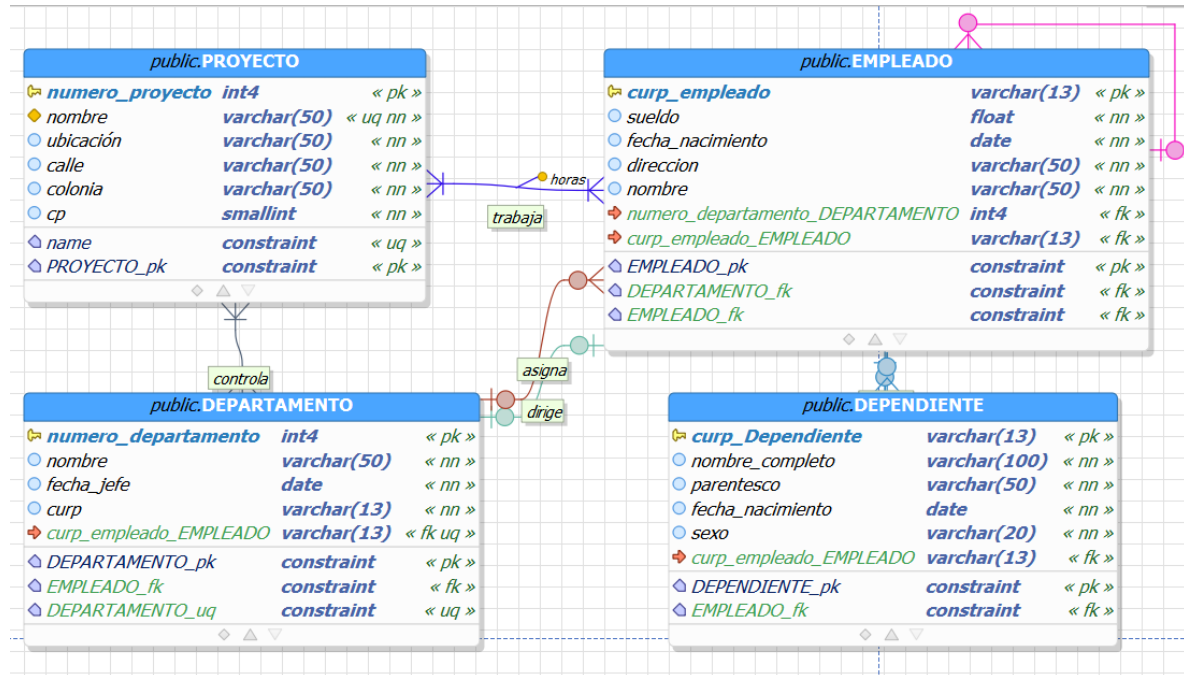 public.PROYECTO
numero_proyecto int4 « pk »
nombre varchar(50) « uq nn »
ubicación varchar(50) « nn »
calle varchar(50) « nn »
colonia varchar(50) « nn »
cp smallint « nn »
name constraint « uq »
PROYECTO_pk constraint « pk »
public.EMPLEADO
curp_empleado varchar(13) « pk »
sueldo float « nn »
fecha_nacimiento date « nn »
direccion varchar(50) « nn »
nombre varchar(50) « nn »
numero_departamento_DEPARTAMENTO int4 « fk »
curp_empleado_EMPLEADO varchar(13) « fk »
EMPLEADO_pk constraint « pk »
DEPARTAMENTO_fk constraint « fk »
EMPLEADO_fk constraint « fk »
horas
trabaja
controla
asigna
dirige
public.DEPARTAMENTO
numero_departamento int4 « pk »
nombre varchar(50) « nn »
fecha_jefe date « nn »
curp varchar(13) « nn »
curp_empleado_EMPLEADO varchar(13) « fk uq »
DEPARTAMENTO_pk constraint « pk »
EMPLEADO_fk constraint « fk »
DEPARTAMENTO_uq constraint « uq »
public.DEPENDIENTE
curp_Dependiente varchar(13) « pk »
nombre_completo varchar(100) « nn »
parentesco varchar(50) « nn »
fecha_nacimiento date « nn »
sexo varchar(20) « nn »
curp_empleado_EMPLEADO varchar(13) « fk »
DEPENDIENTE_pk constraint « pk »
EMPLEADO_fk constraint « fk »